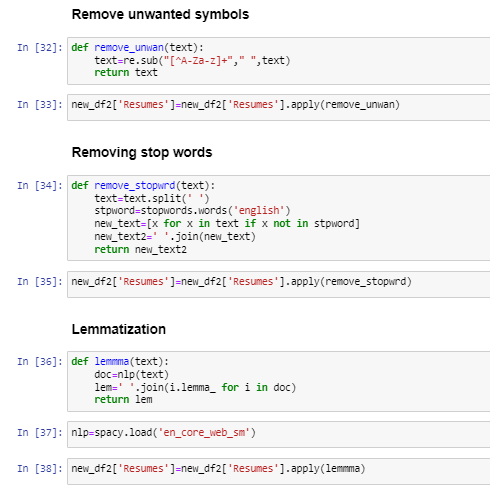 Remove unwanted symbols
In [32]: def remove_unwan(text):
    text=re.sub("[^A-Za-z]+"," ",text)
    return text
In [33]: new_df2['Resumes']=new_df2['Resumes'].apply(remove_unwan)
Removing stop words
In [34]: def remove_stopwrd(text):
    text=text.split(' ')
    stpword=stopwords.words('english')
    new_text=[x for x in text if x not in stpword]
    new_text2=' '.join(new_text)
    return new_text2
In [35]: new_df2['Resumes']=new_df2['Resumes'].apply(remove_stopwrd)
Lemmatization
In [36]: def lemmma(text):
    doc=nlp(text)
    lem=' '.join(i.lemma_ for i in doc)
    return lem
In [37]: nlp=spacy.load('en_core_web_sm')
In [38]: new_df2['Resumes']=new_df2['Resumes'].apply(lemmma)